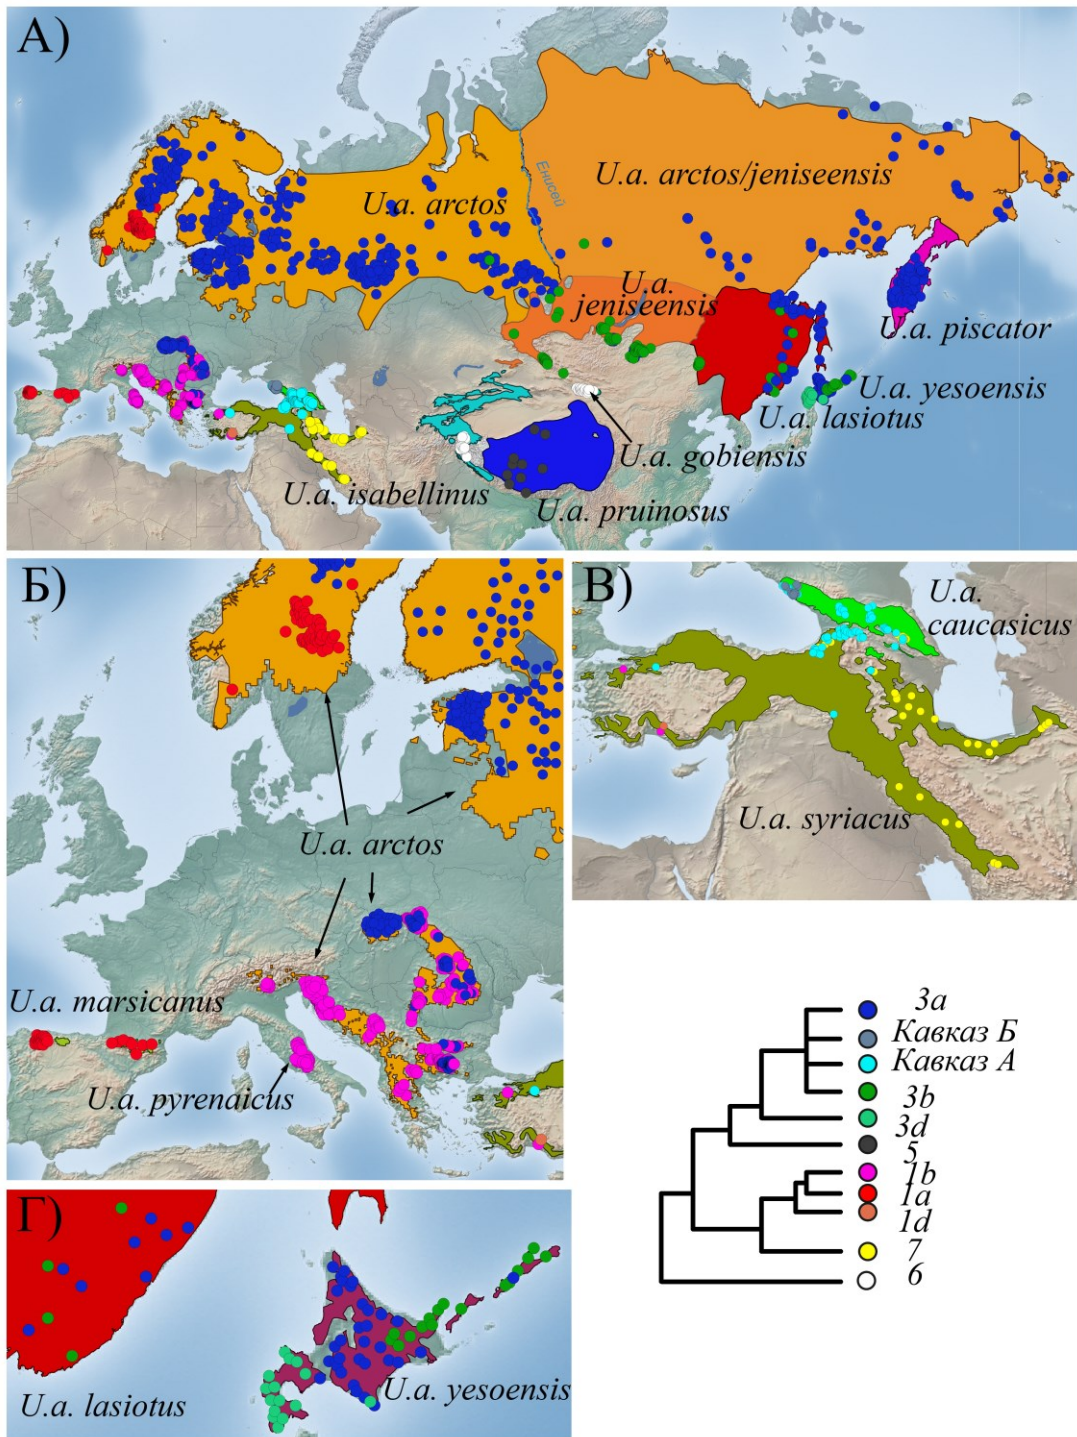 А)
Енисей
U.a. arctos/jeniseensis
U.a. arctos
U.a.
jeniseensis
U.a. piscator
U.a. yesoensis
U.a. lasiotus
U.a. gobiensis
U.a. isabellinus
U.a. pruinosus
Б)
U.a. arctos
U.a. marsicanus
U.a. pyrenaicus
В)
U.a.
caucasicus
U.a. syriacus
3a
Кавказ Б
Кавказ А
3b
3d
5
1b
1a
1d
7
6
Г)
U.a. lasiotus
U.a. yesoensis